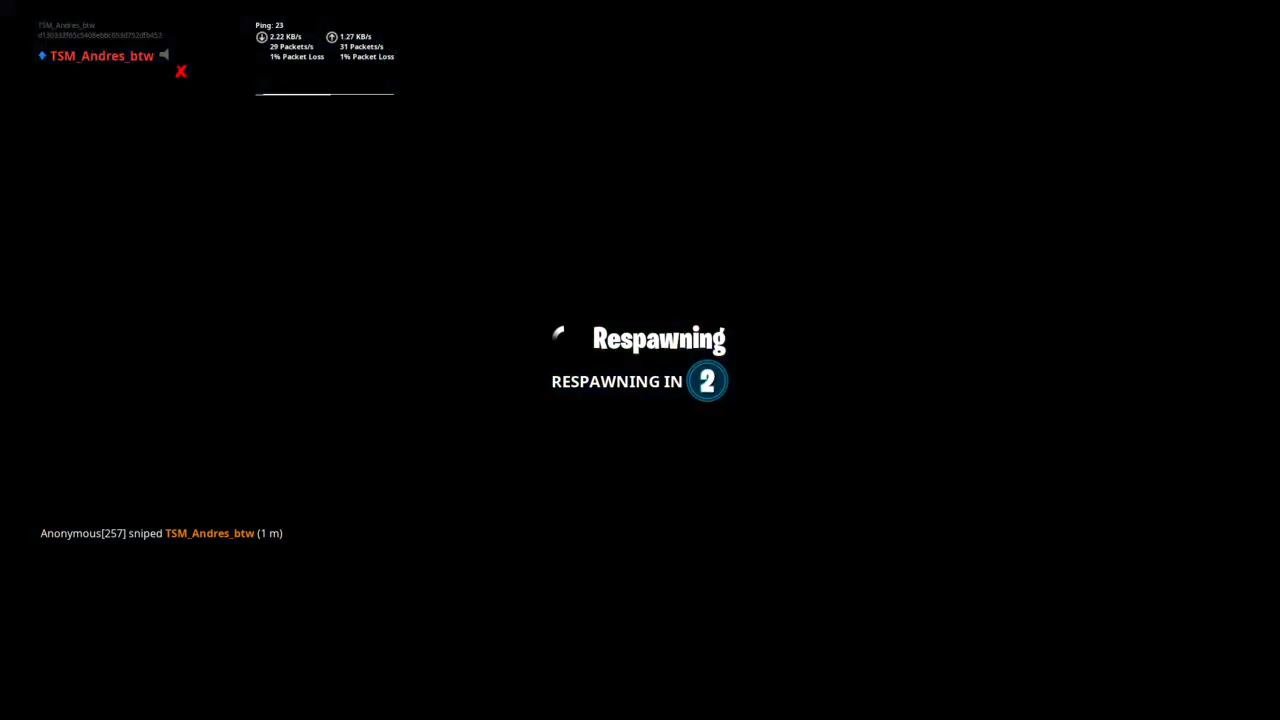 TSM_Andres_btw
TSM_Andres_btw
X
Ping: 23
2.22 KB/s 1.27 KB/s
29 Packets/s 31 Packets/s
1% Packet Loss 1% Packet Loss
Respawning
RESPAWNING IN 2
Anonymous[257] sniped TSM_Andres_btw (1 m)